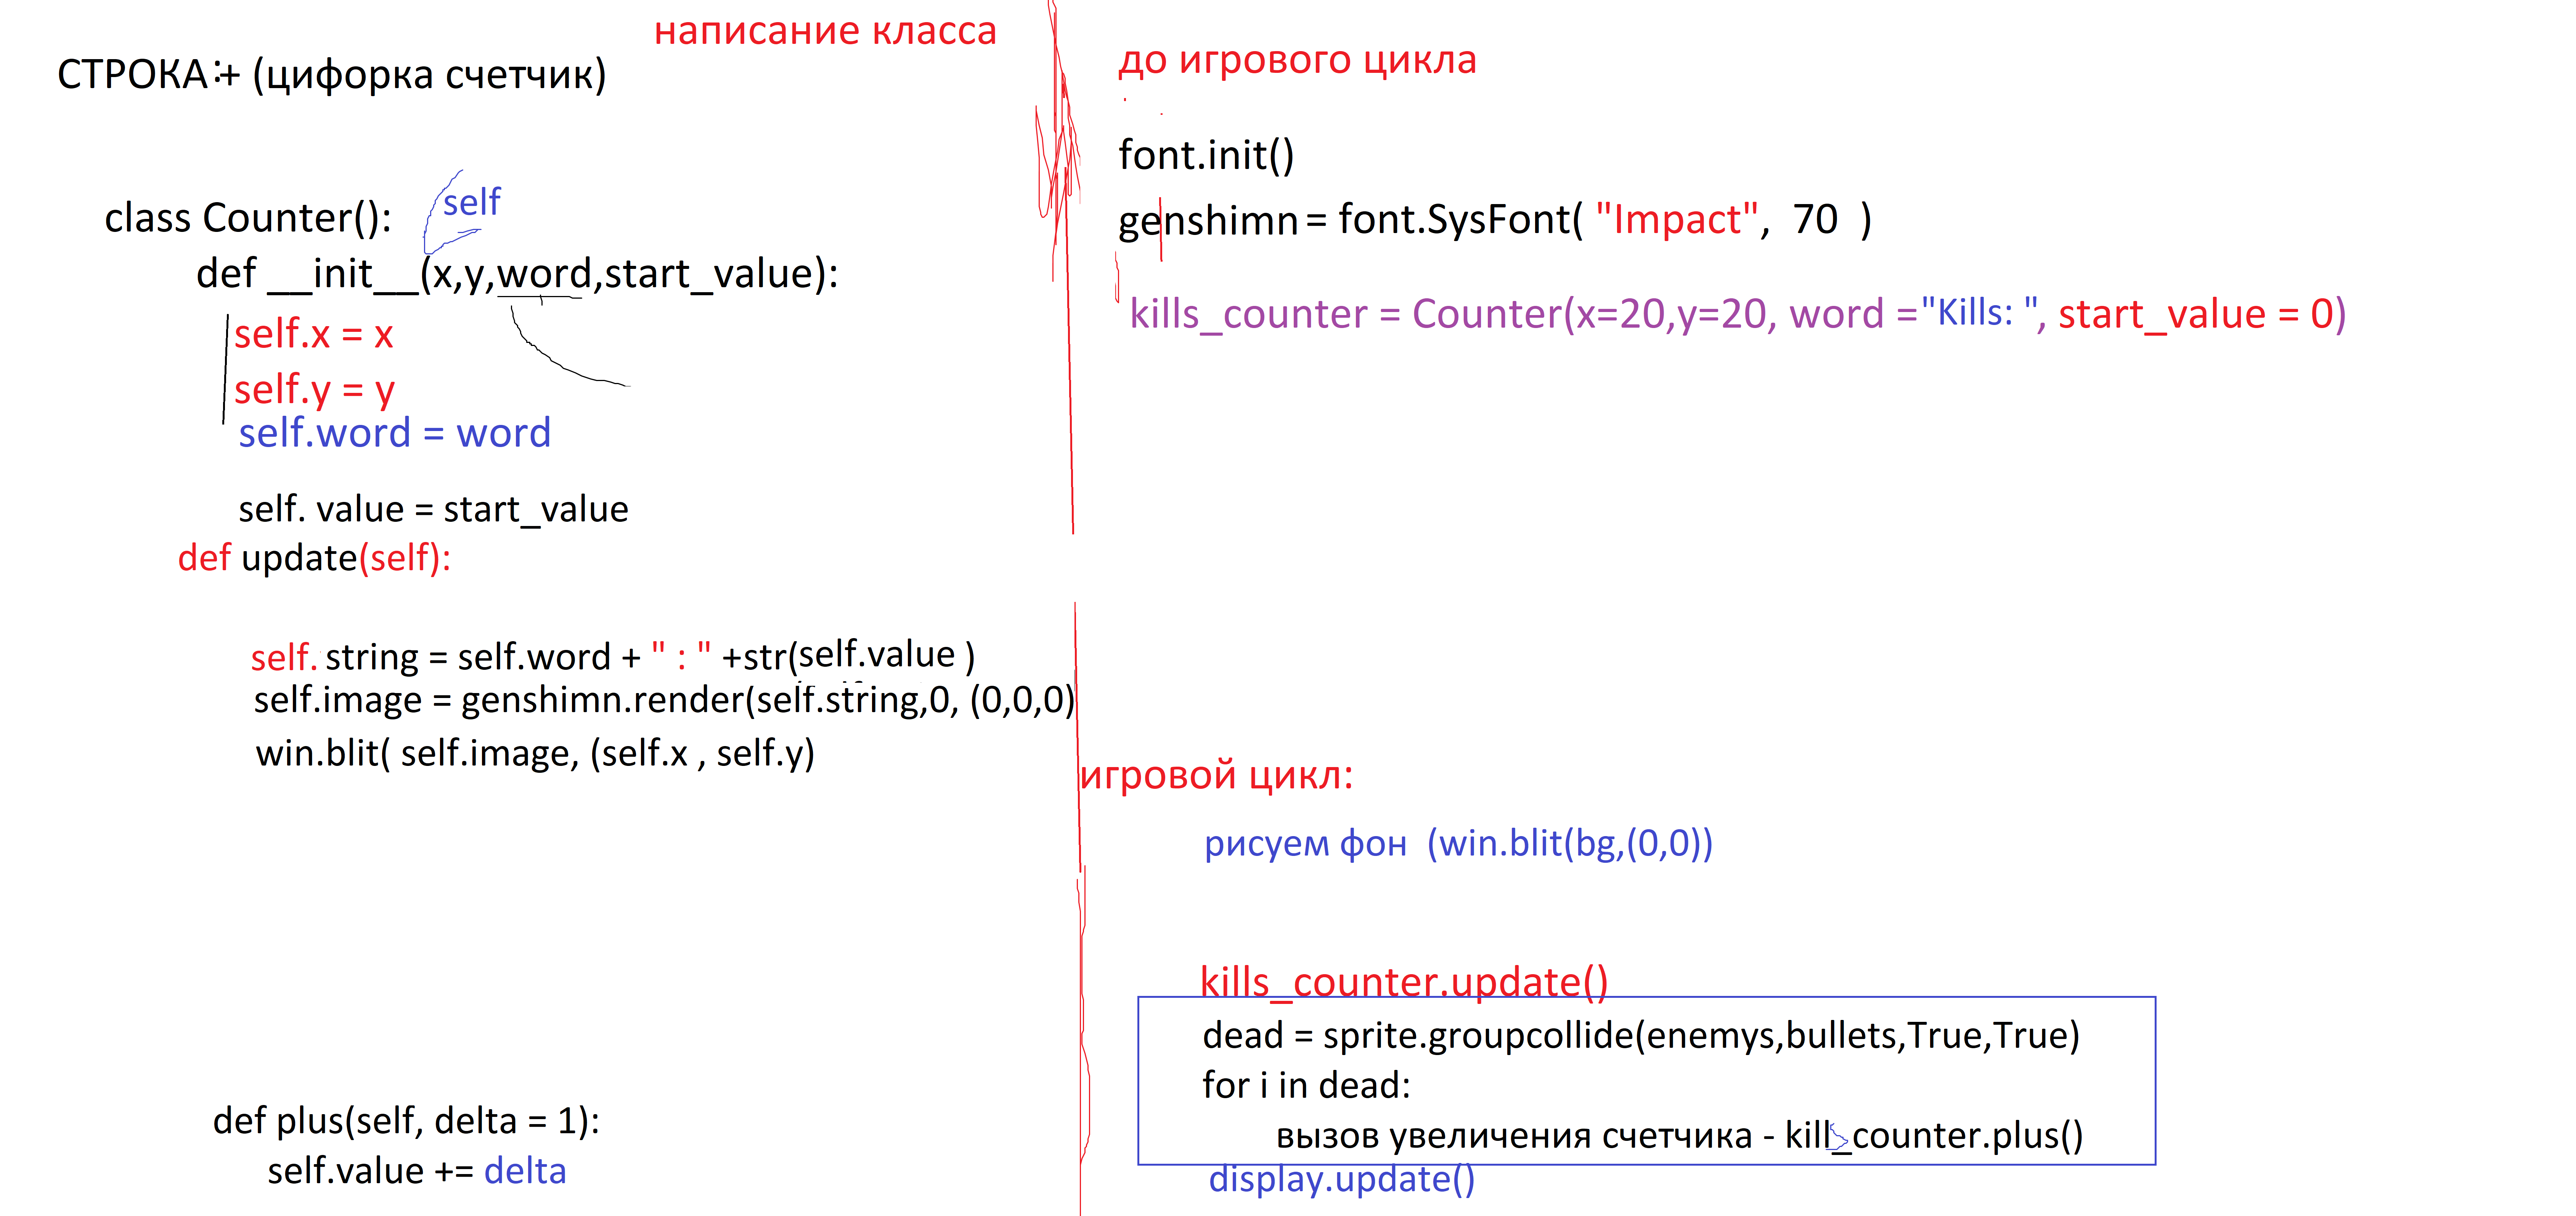 написание класса
СТРОКА:+ (циферка счетчик)
class Counter():
self
def __init__(x,y,word,start_value):
self.x = x
self.y = y
self.word = word
self. value = start_value
def update(self):
self. string = self.word + " : " +str(self.value )
self.image = genshimn.render(self.string,0, (0,0,0)
win.blit( self.image, (self.x , self.y)
def plus(self, delta = 1):
self.value += delta
до игрового цикла
font.init()
genshimn = font.SysFont( "Impact", 70 )
kills_counter = Counter(x=20,y=20, word ="Kills: ", start_value = 0)
игровой цикл:
рисуем фон (win.blit(bg,(0,0))
kills_counter.update()
dead = sprite.groupcollide(enemys,bullets,True,True)
for i in dead:
вызов увеличения счетчика - kill_counter.plus()
display.update()